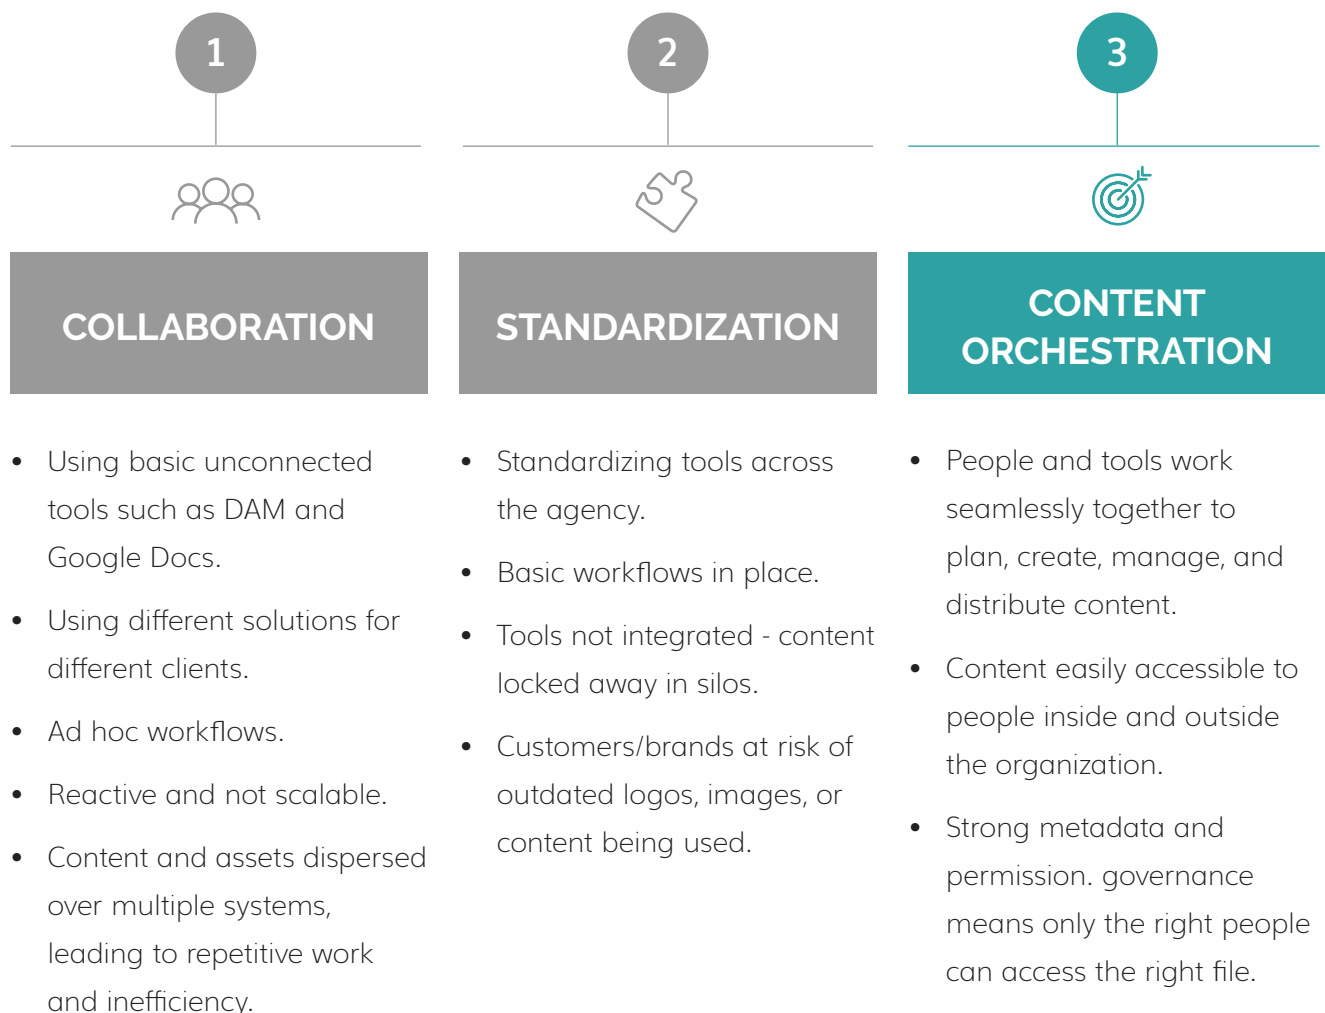 1
COLLABORATION
• Using basic unconnected
tools such as DAM and
Google Docs.
• Using different solutions for
different clients.
• Ad hoc workflows.
• Reactive and not scalable.
• Content and assets dispersed
over multiple systems,
leading to repetitive work
and inefficiency.
2
STANDARDIZATION
• Standardizing tools across
the agency.
• Basic workflows in place.
• Tools not integrated - content
locked away in silos.
• Customers/brands at risk of
outdated logos, images, or
content being used.
3
CONTENT
ORCHESTRATION
• People and tools work
seamlessly together to
plan, create, manage, and
distribute content.
• Content easily accessible to
people inside and outside
the organization.
• Strong metadata and
permission. governance
means only the right people
can access the right file.